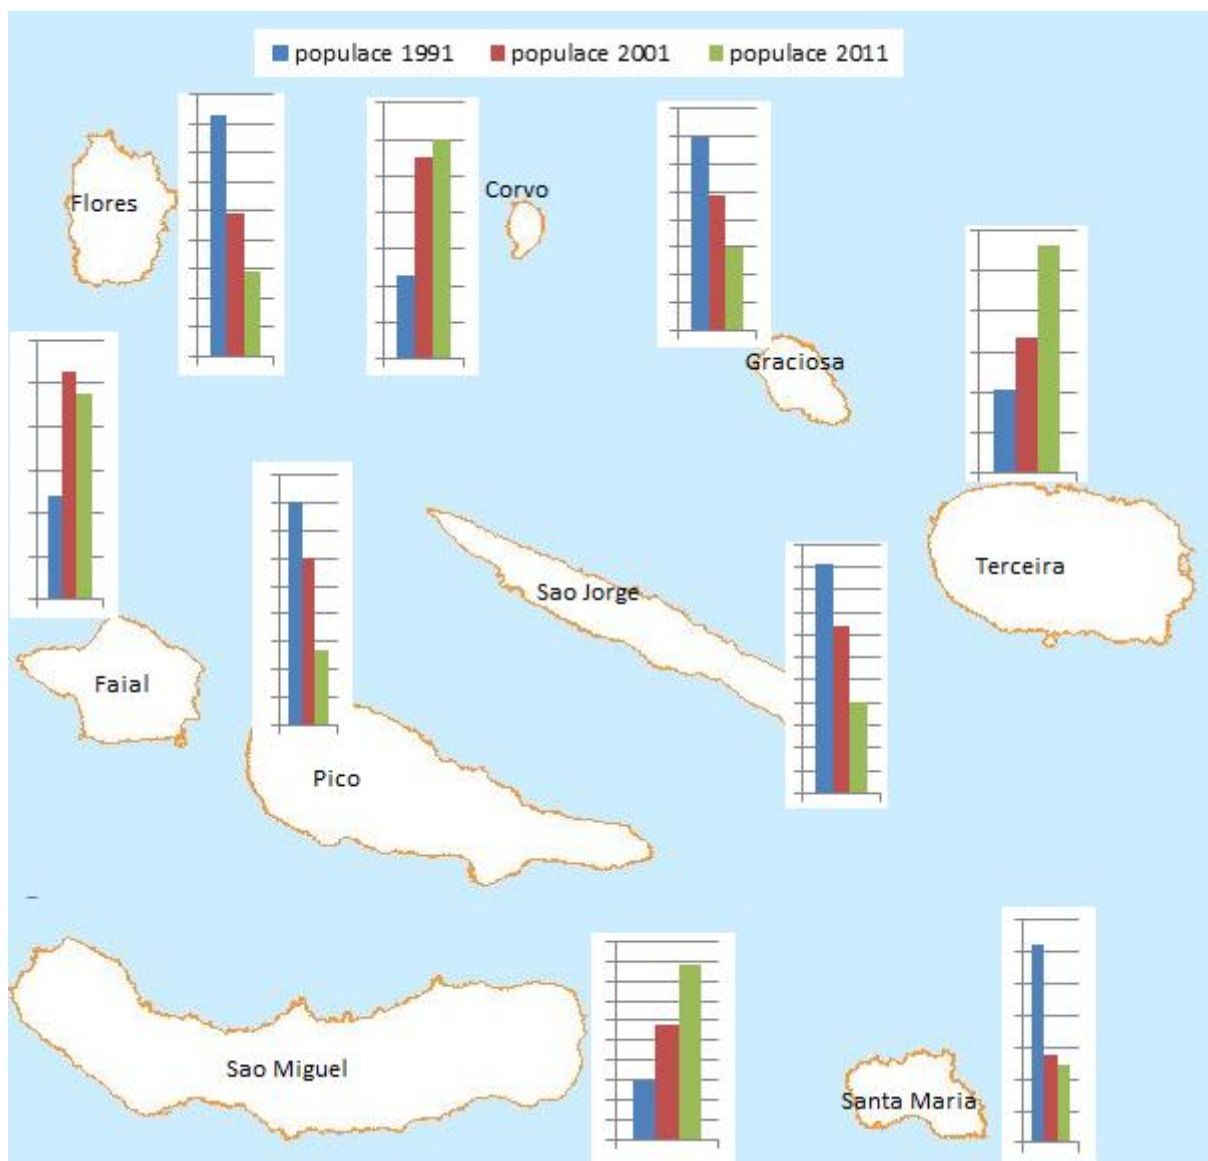 populace 1991 populace 2001 populace 2011
Corvo
Flores
Graciosa
Terceira
Sao Jorge
Faial
Pico
Sao Miguel
Santa Maria